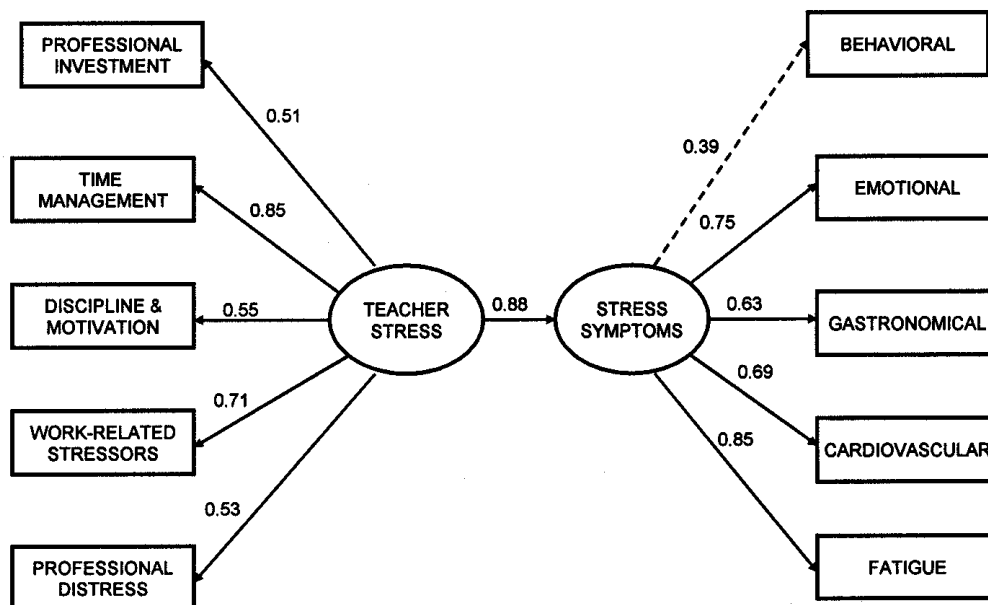 PROFESSIONAL
INVESTMENT
0.51
TIME
MANAGEMENT
0.85
DISCIPLINE &
MOTIVATION
0.55
WORK-RELATED
STRESSORS
0.71
PROFESSIONAL
DISTRESS
0.53
TEACHER
STRESS
0.88
STRESS
SYMPTOMS
BEHAVIORAL
0.39
EMOTIONAL
0.75
GASTRONOMICAL
0.63
CARDIOVASCULAR
0.69
FATIGUE
0.85